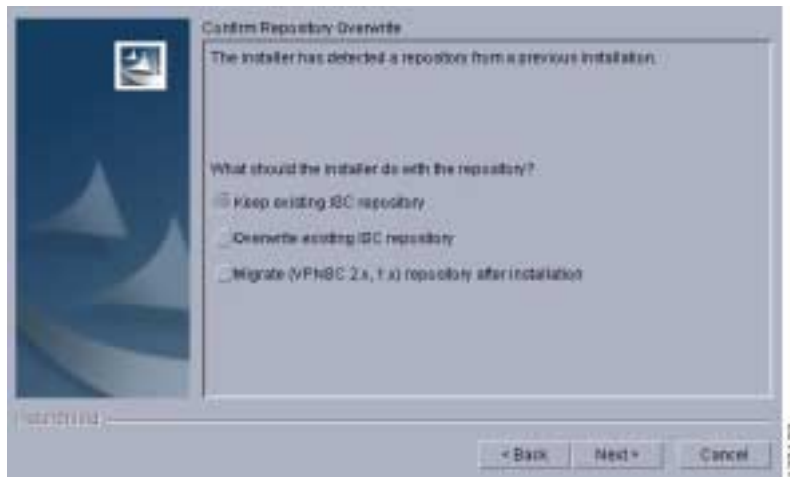 Confirm Repository Overwrite
The installer has detected a repository from a previous installation.
What should the installer do with the repository?
Keep existing ISC repository
Overwrite existing ISC repository
Migrate (VPNSC 2.x, 1.x) repository after installation
InstallShield
< Back
Next >
Cancel